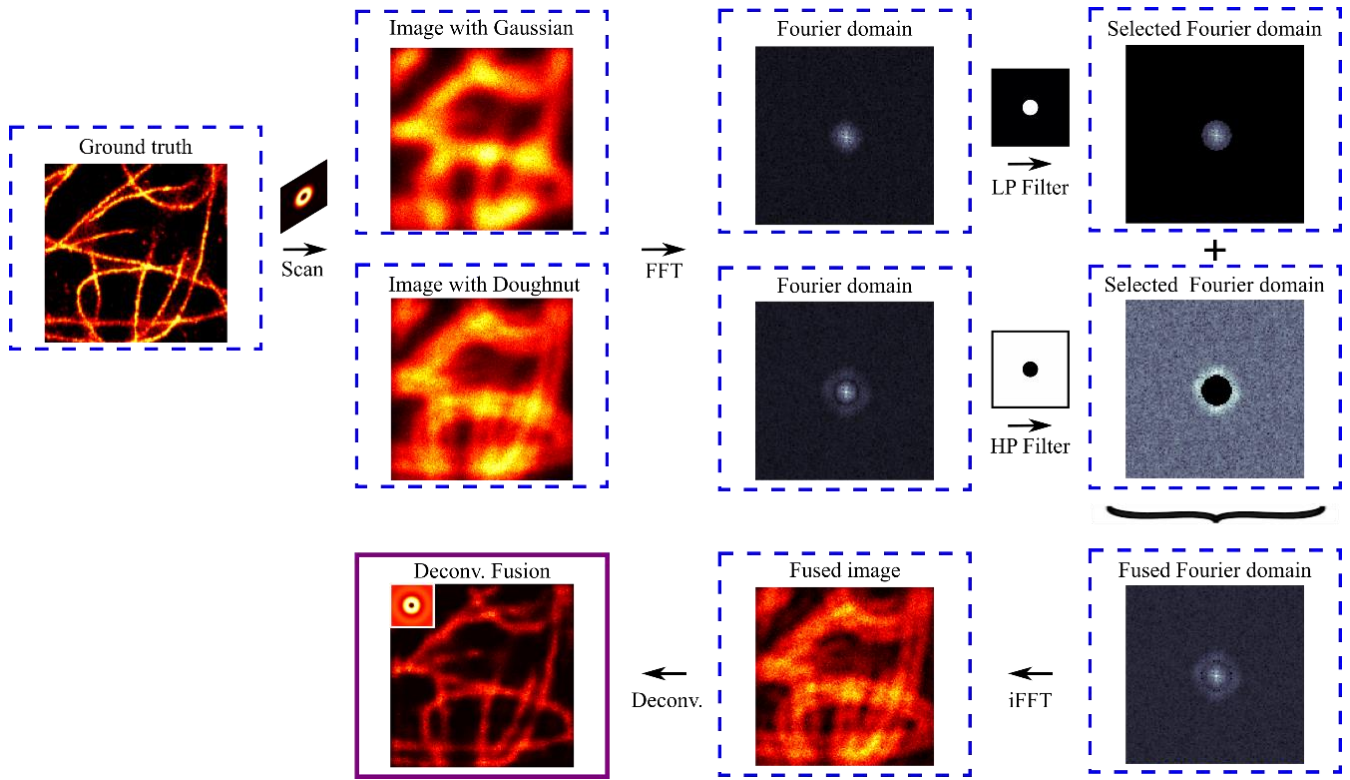 Image with Gaussian
Fourier domain
Selected Fourier domain
Ground truth
LP Filter
Scan
FFT
+
Image with Doughnut
Fourier domain
Selected Fourier domain
HP Filter
Deconv. Fusion
Fused image
Fused Fourier domain
Deconv.
iFFT